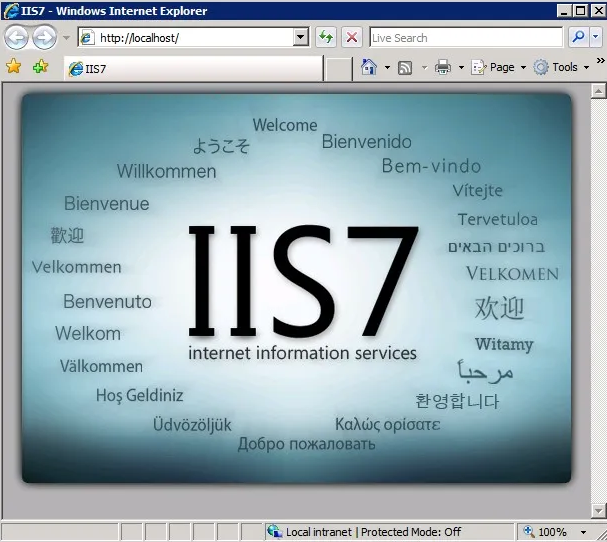 IIS7 - Windows Internet Explorer
http://localhost/
Live Search
IIS7
Page
Tools
Welcome
ようこそ
Bienvenido
Willkommen
Bem-vindo
Bienvenue
Vítejte
歡迎
Tervetuloa
ברוכים הבאים
Velkommen
VELKOMEN
Benvenuto
欢迎
Welkom
Witamy
Välkommen
مرحباً
Hoş Geldiniz
환영합니다
Üdvözöljük
Καλώς ορίσατε
Добро пожаловать
IIS7
internet information services
Local intranet | Protected Mode: Off
100%